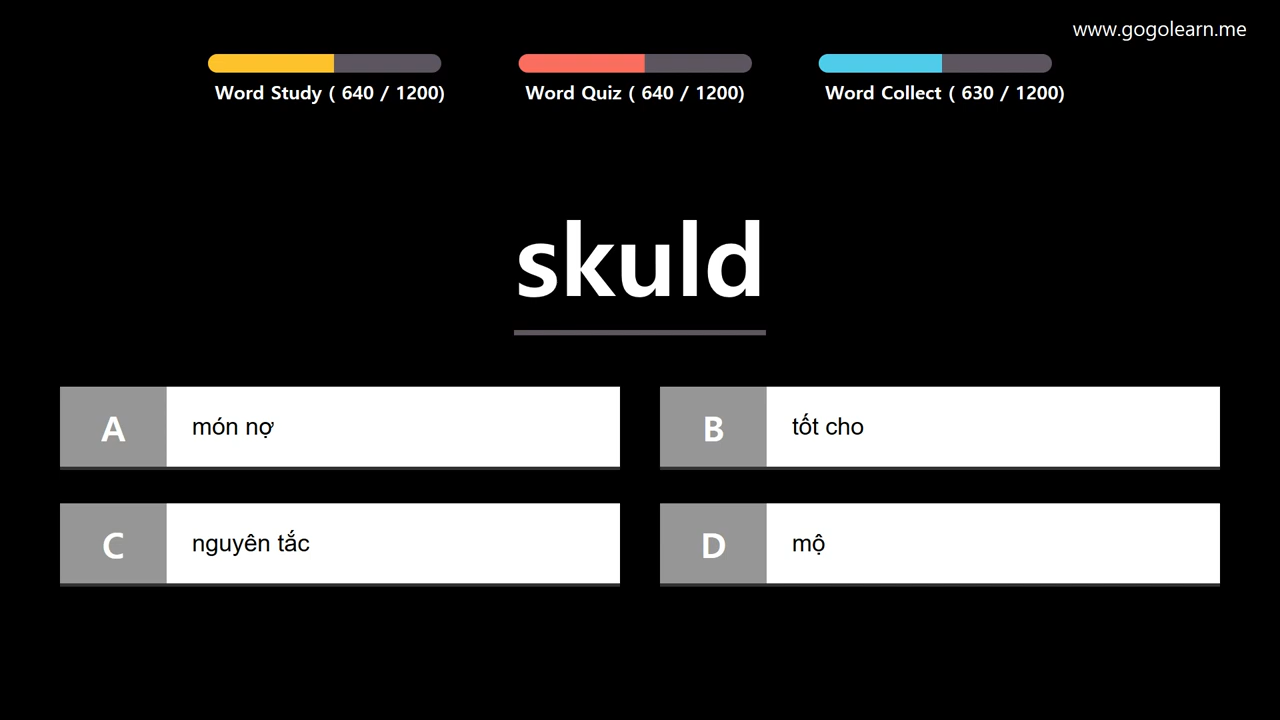 www.gogolearn.me
Word Study ( 640 / 1200)
Word Quiz ( 640 / 1200)
Word Collect ( 630 / 1200)
skuld
A món nợ
B tốt cho
C nguyên tắc
D mộ